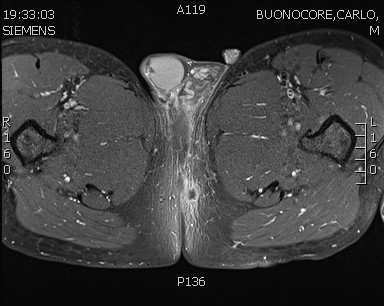 19:33:03
SIEMENS
A119
BUONOCORE,CARLO,
M
R
1
6
0
L
1
6
0
P136